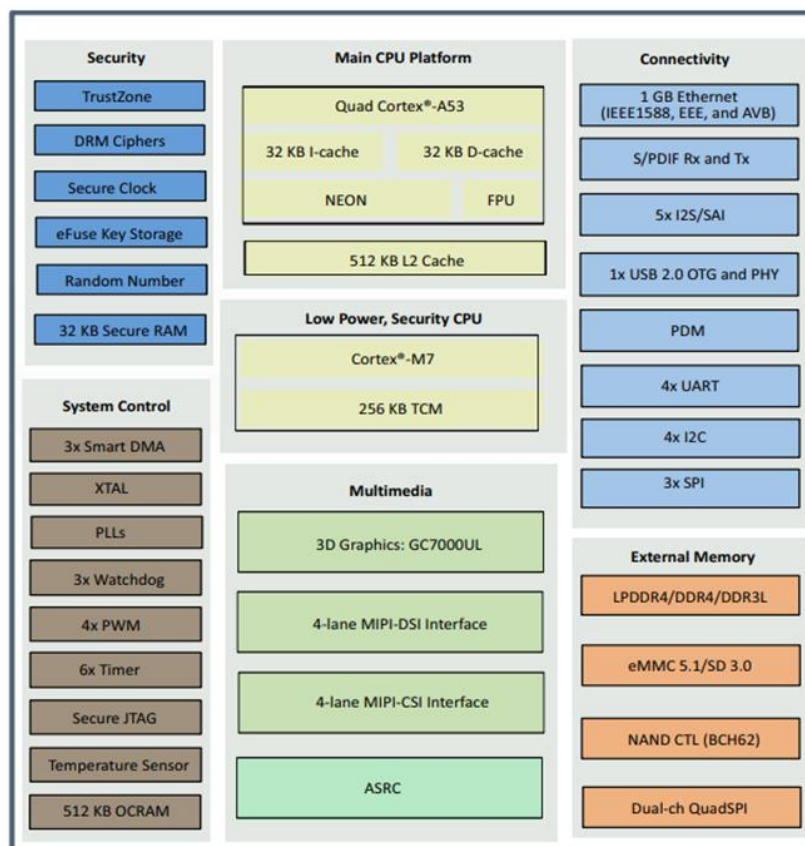 Security
TrustZone
DRM Ciphers
Secure Clock
eFuse Key Storage
Random Number
32 KB Secure RAM
System Control
3x Smart DMA
XTAL
PLLs
3x Watchdog
4x PWM
6x Timer
Secure JTAG
Temperature Sensor
512 KB OCRAM
Main CPU Platform
Quad Cortex®-A53
32 KB I-cache
32 KB D-cache
NEON
FPU
512 KB L2 Cache
Low Power, Security CPU
Cortex®-M7
256 KB TCM
Multimedia
3D Graphics: GC7000UL
4-lane MIPI-DSI Interface
4-lane MIPI-CSI Interface
ASRC
Connectivity
1 GB Ethernet
(IEEE1588, EEE, and AVB)
S/PDIF Rx and Tx
5x I2S/SAI
1x USB 2.0 OTG and PHY
PDM
4x UART
4x I2C
3x SPI
External Memory
LPDDR4/DDR4/DDR3L
eMMC 5.1/SD 3.0
NAND CTL (BCH62)
Dual-ch QuadSPI